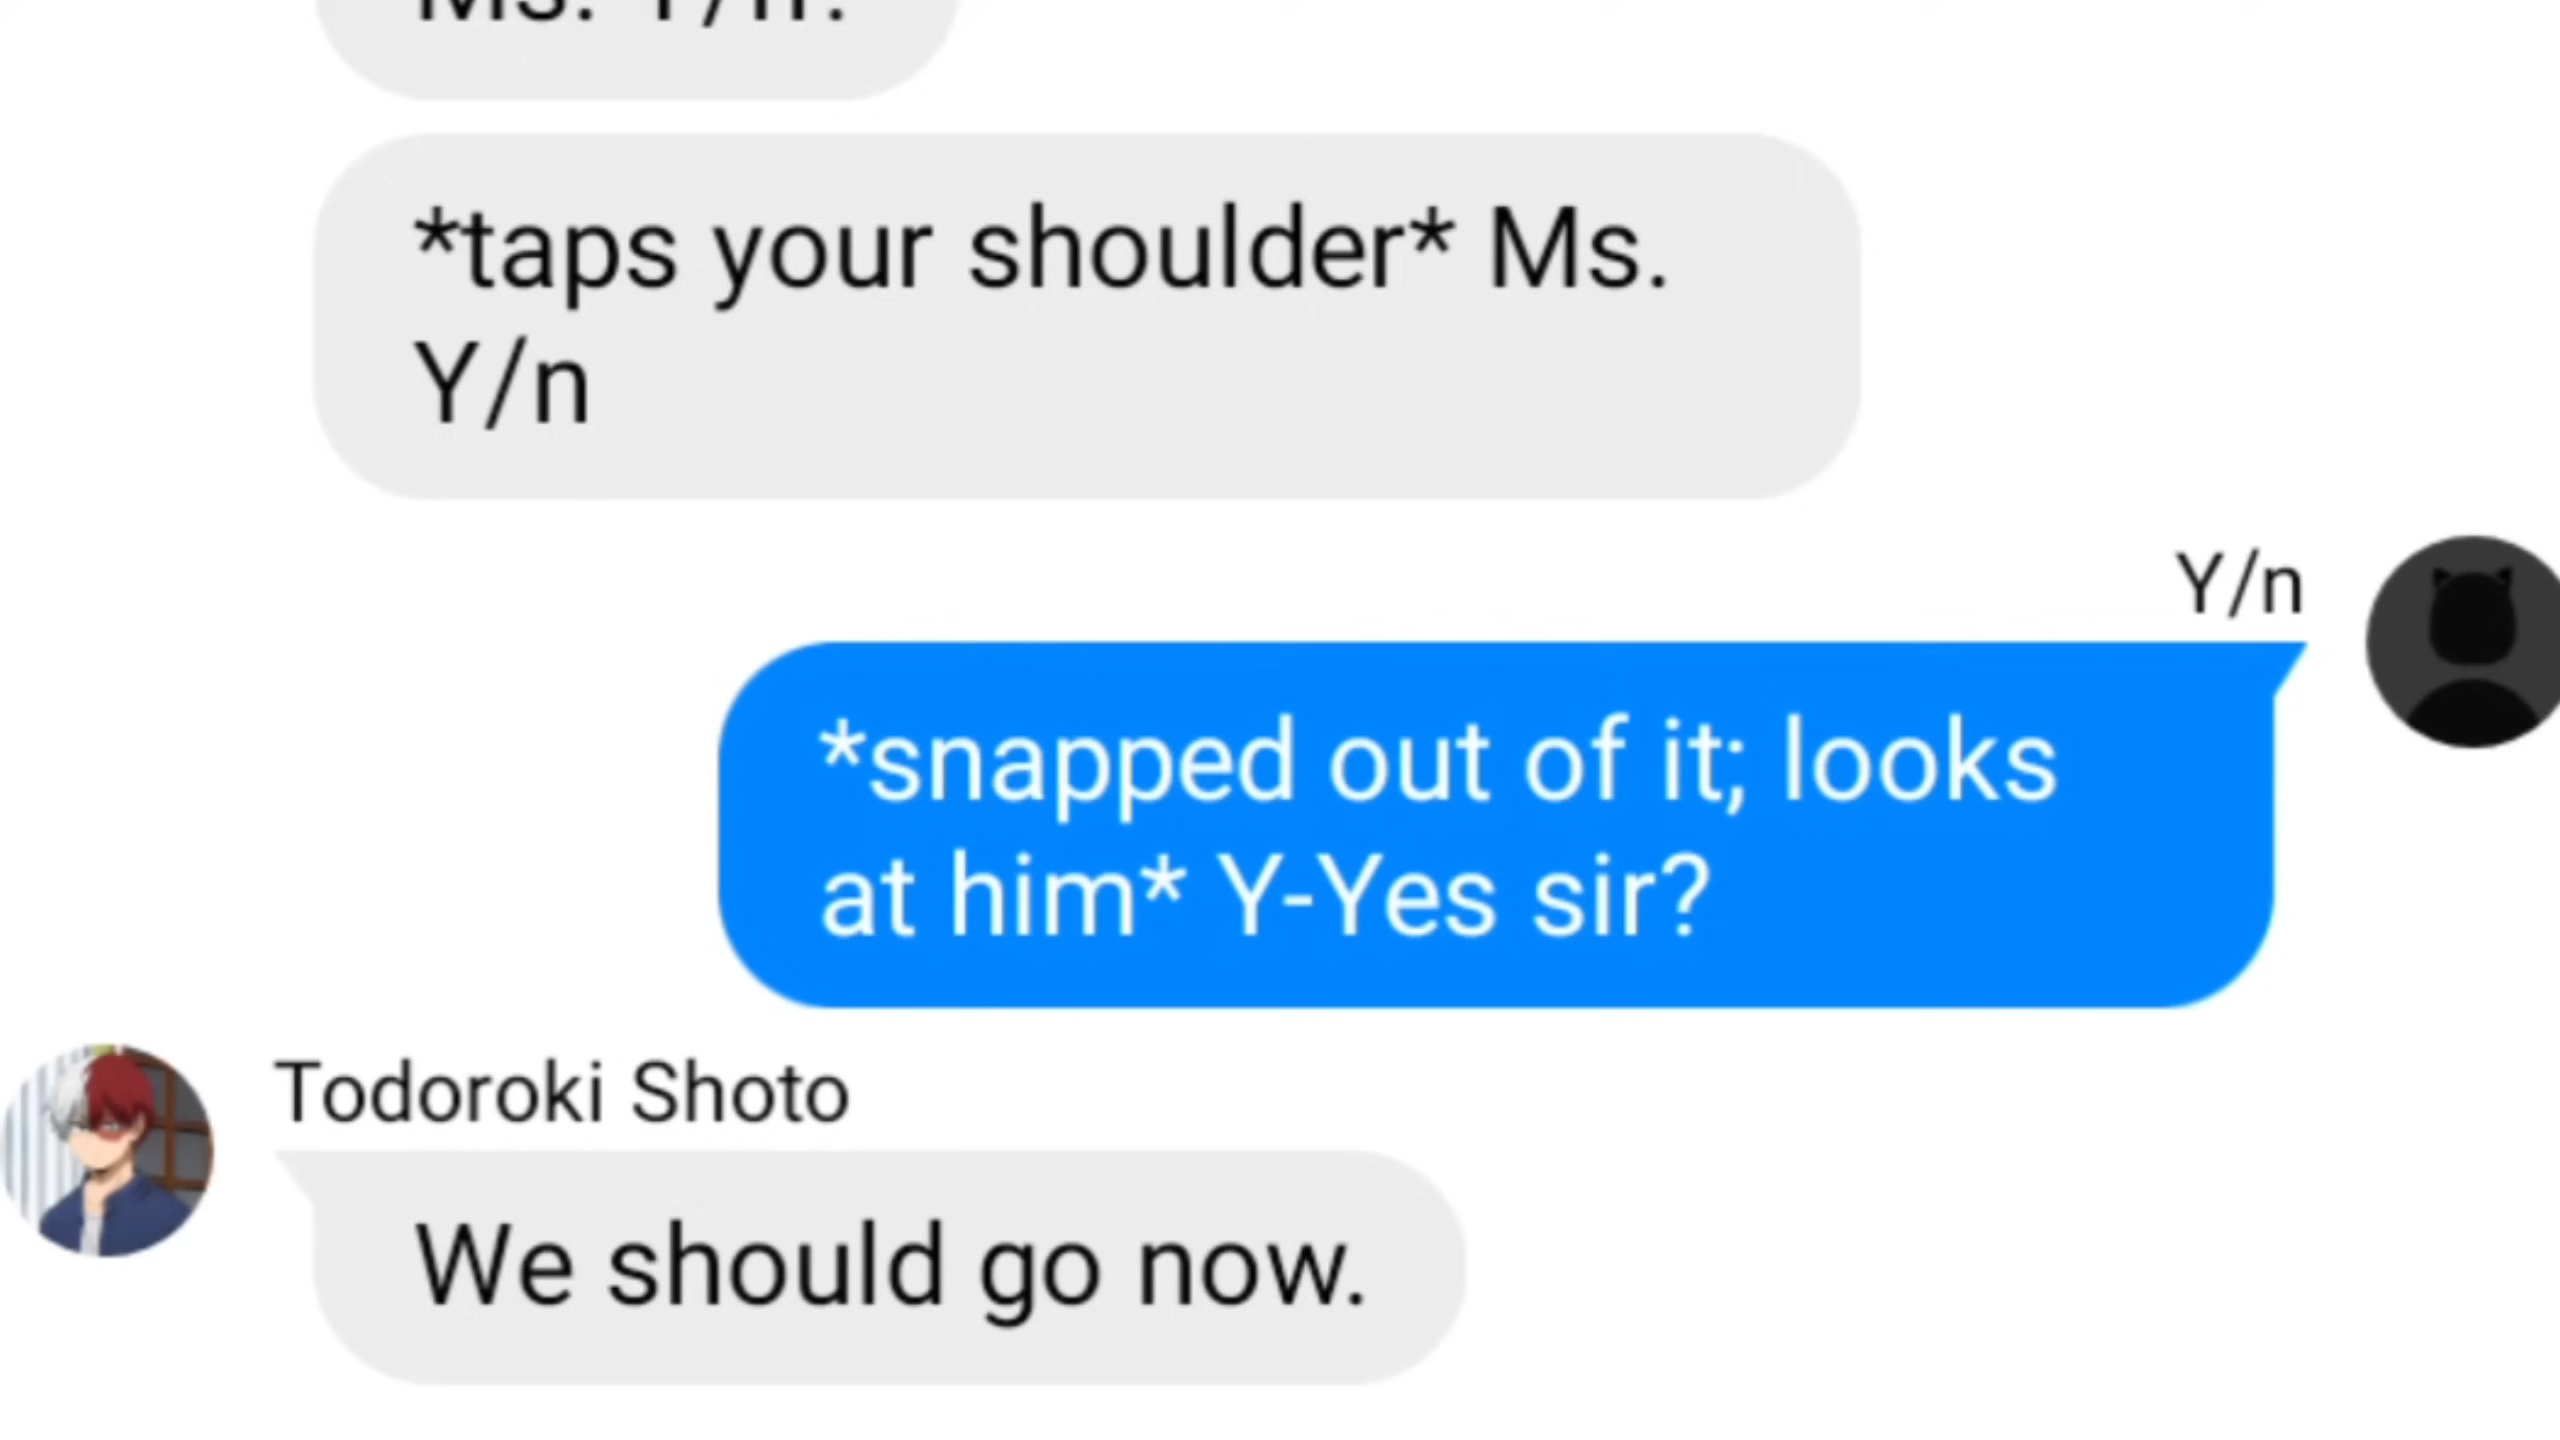 Ms. Y/n?
*taps your shoulder* Ms.
Y/n
Y/n
*snapped out of it; looks
at him* Y-Yes sir?
Todoroki Shoto
We should go now.